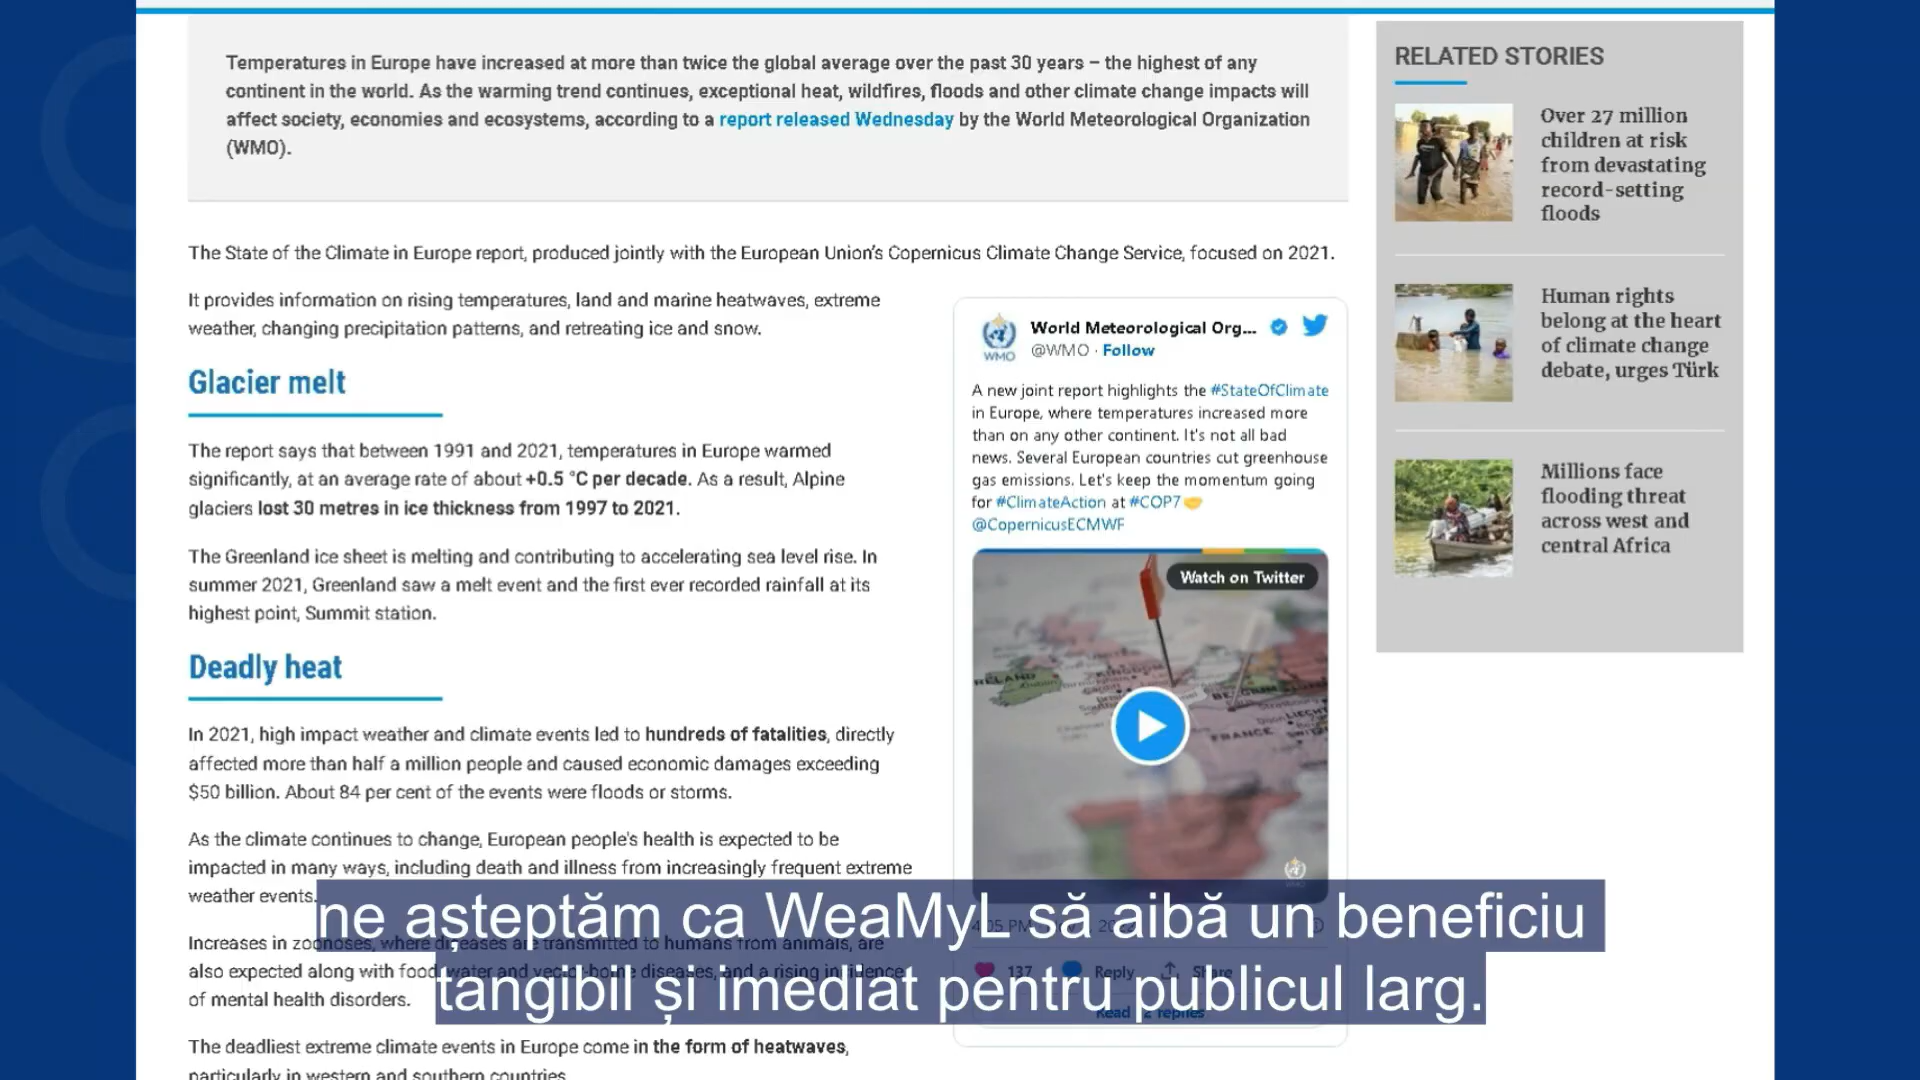 Temperatures in Europe have increased at more than twice the global average over the past 30 years – the highest of any
continent in the world. As the warming trend continues, exceptional heat, wildfires, floods and other climate change impacts will
affect society, economies and ecosystems, according to a report released Wednesday by the World Meteorological Organization
(WMO).
The State of the Climate in Europe report, produced jointly with the European Union's Copernicus Climate Change Service, focused on 2021.
It provides information on rising temperatures, land and marine heatwaves, extreme
weather, changing precipitation patterns, and retreating ice and snow.
Glacier melt
The report says that between 1991 and 2021, temperatures in Europe warmed
significantly, at an average rate of about +0.5 °C per decade. As a result, Alpine
glaciers lost 30 metres in ice thickness from 1997 to 2021.
The Greenland ice sheet is melting and contributing to accelerating sea level rise. In
summer 2021, Greenland saw a melt event and the first ever recorded rainfall at its
highest point, Summit station.
Deadly heat
In 2021, high impact weather and climate events led to hundreds of fatalities, directly
affected more than half a million people and caused economic damages exceeding
$50 billion. About 84 per cent of the events were floods or storms.
As the climate continues to change, European people's health is expected to be
impacted in many ways, including death and illness from increasingly frequent extreme
weather events.
Increases in zoonoses, where diseases are transmitted to humans from animals, are
also expected along with food, water and vector-borne diseases, and a rising incidence
of mental health disorders.
The deadliest extreme climate events in Europe come in the form of heatwaves,
particularly in western and southern countries.
World Meteorological Org...
WMO
@WMO · Follow
A new joint report highlights the #StateOfClimate
in Europe, where temperatures increased more
than on any other continent. It's not all bad
news. Several European countries cut greenhouse
gas emissions. Let's keep the momentum going
for #ClimateAction at #COP7
@CopernicusECMWF
Watch on Twitter
IRELAND
KINGDOM
FRANCE
WMO
137 Reply Share
Read 2 replies
RELATED STORIES
Over 27 million
children at risk
from devastating
record-setting
floods
Human rights
belong at the heart
of climate change
debate, urges Türk
Millions face
flooding threat
across west and
central Africa
ne așteptăm ca WeaMyL să aibă un beneficiu
tangibil și imediat pentru publicul larg.